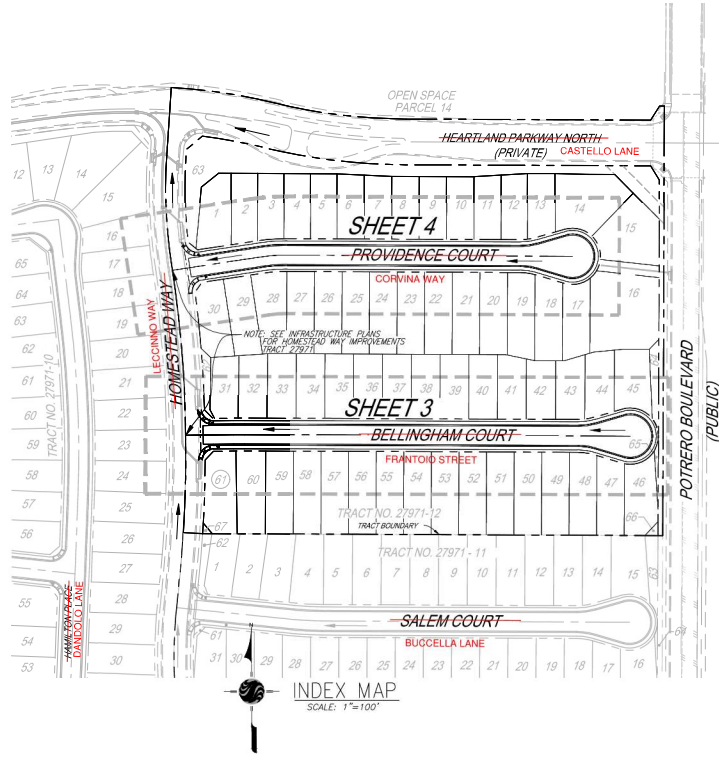 OPEN SPACE
PARCEL 14
HEARTLAND PARKWAY NORTH
(PRIVATE) CASTELLO LANE
12 13 14 15
63
1 2 3 4 5 6 7 8 9 10 11 12 13 14 15
16
17
18
19
20
21
22
23
24
25
26
27
28
29
30
SHEET 4
PROVIDENCE COURT
CORVINA WAY
16
30 29 28 27 26 25 24 23 22 21 20 19 18 17
NOTE: SEE INFRASTRUCTURE PLANS
FOR HOMESTEAD WAY IMPROVEMENTS
TRACT 27971
LECCINNO WAY
HOMESTEAD WAY
65
64
63
62
61
60
59
58
57
56
55
54
53
TRACT NO. 27971-10
64
31 32 33 34 35 36 37 38 39 40 41 42 43 44 45
SHEET 3
BELLINGHAM COURT
FRANTOIO STREET
65
61 60 59 58 57 56 55 54 53 52 51 50 49 48 47 46
66
67
62
TRACT NO. 27971-12
TRACT BOUNDARY
TRACT NO. 27971 - 11
1 2 3 4 5 6 7 8 9 10 11 12 13 14 15
63
SALEM COURT
BUCCELLA LANE
61
64
31 30 29 28 27 26 25 24 23 22 21 20 19 18 17 16
HAMILTON PLACE
DANDOLO LANE
POTRERO BOULEVARD
(PUBLIC)
INDEX MAP
SCALE: 1"=100'